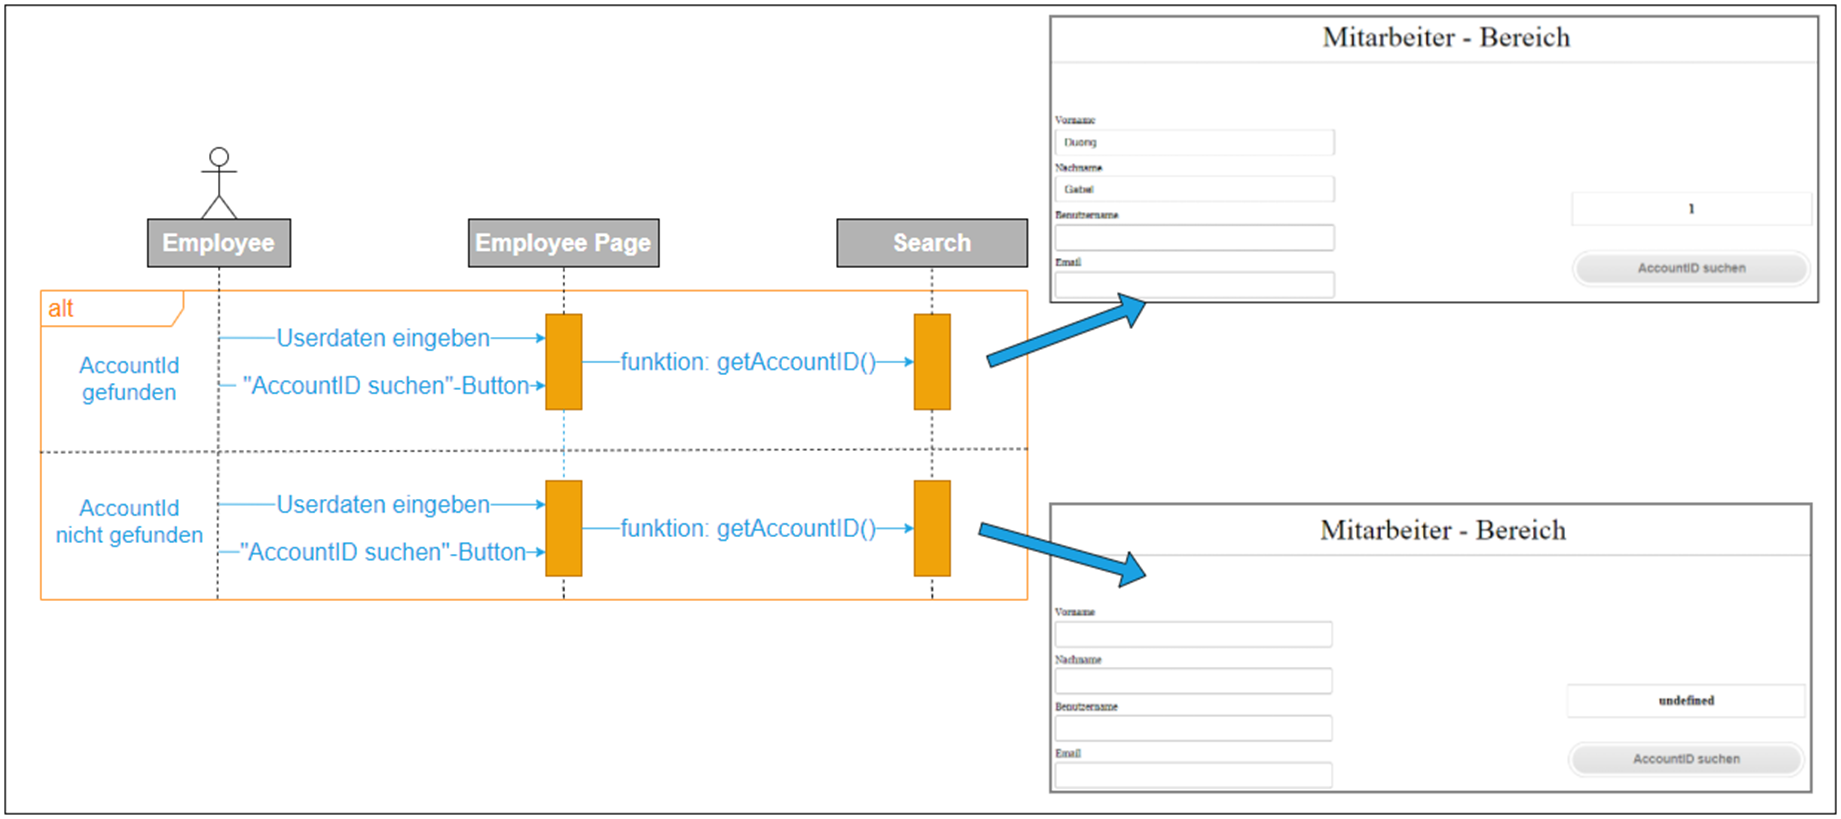 Employee
Employee Page
Search
alt
AccountId
gefunden
Userdaten eingeben
"AccountID suchen"-Button
funktion: getAccountID()
AccountId
nicht gefunden
Userdaten eingeben
"AccountID suchen"-Button
funktion: getAccountID()
Mitarbeiter - Bereich
Vorname
Duong
Nachname
Gabel
Benutzername
Email
1
AccountID suchen
Mitarbeiter - Bereich
Vorname
Nachname
Benutzername
Email
undefined
AccountID suchen